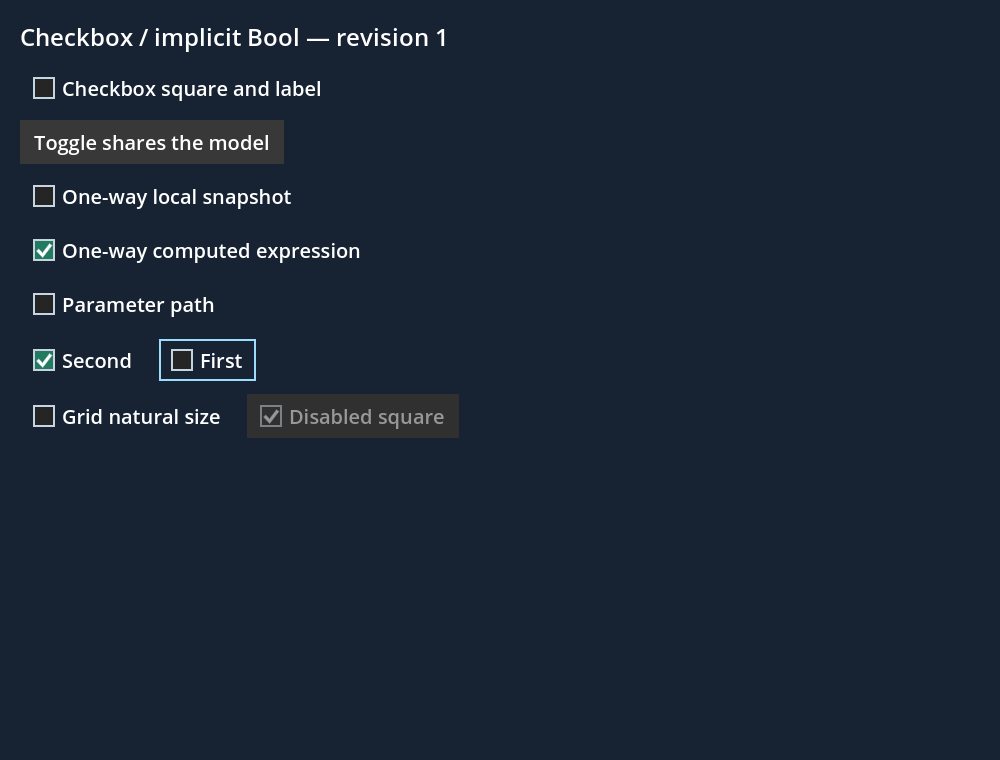 Checkbox / implicit Bool — revision 1
Checkbox square and label
Toggle shares the model
One-way local snapshot
One-way computed expression
Parameter path
Second First
Grid natural size Disabled square